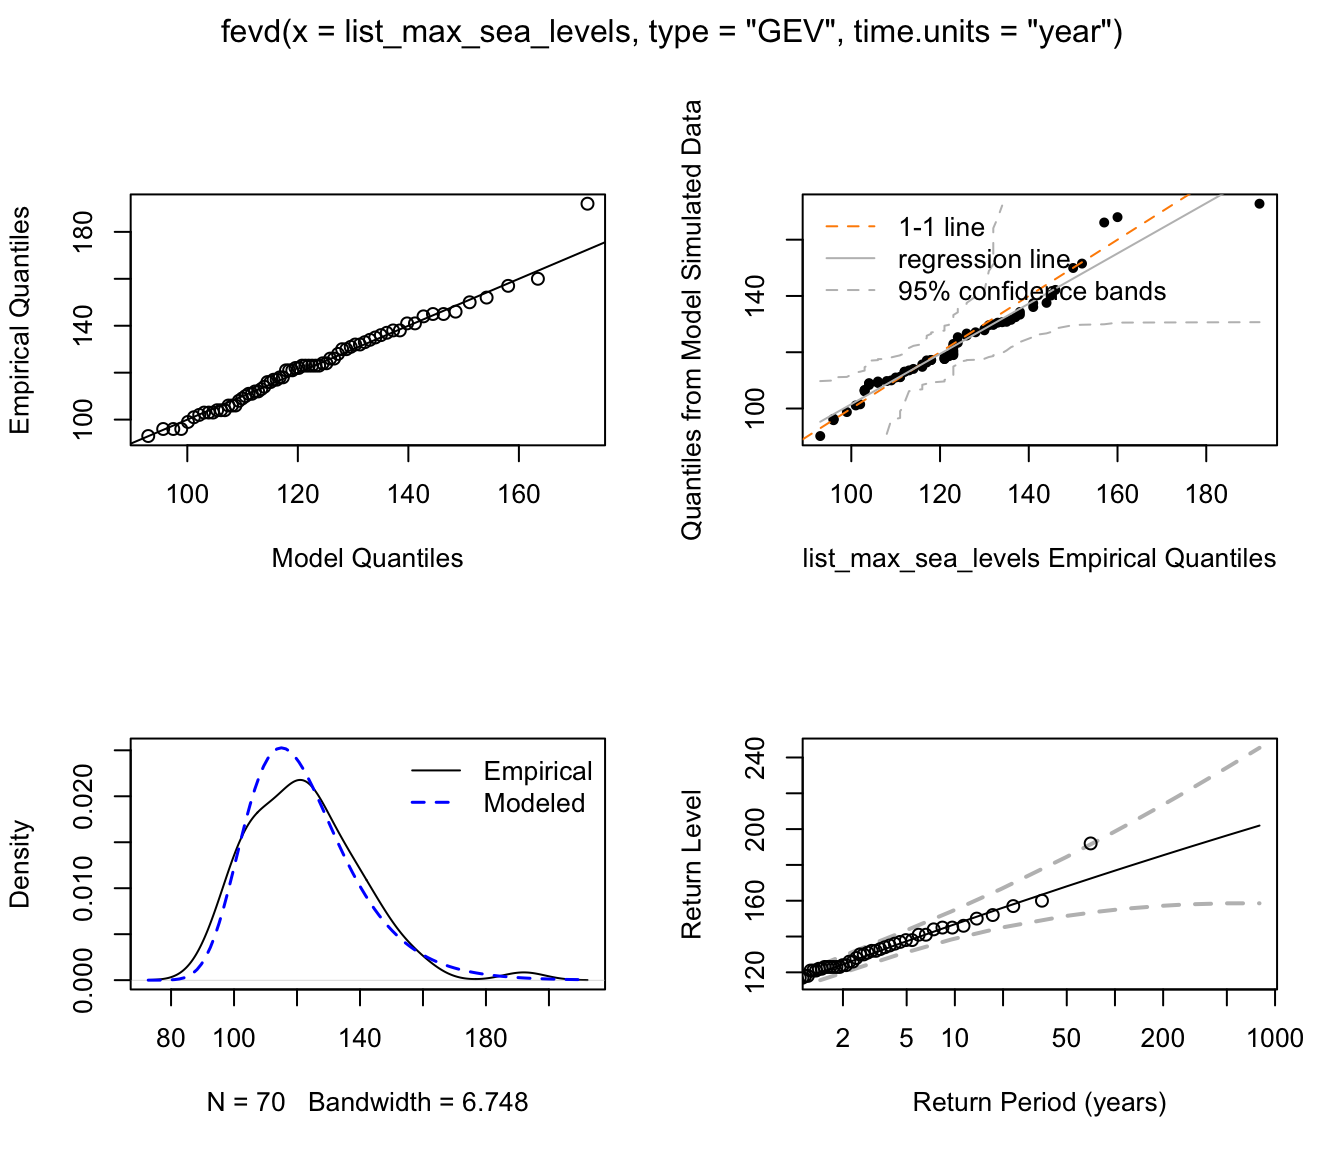 fevd(x = list_max_sea_levels, type = "GEV", time.units = "year")
Empirical Quantiles
180
140
100
100 120 140 160
Model Quantiles
Quantiles from Model Simulated Data
1-1 line
regression line
95% confidence bands
140
100
100 120 140 160 180
list_max_sea_levels Empirical Quantiles
Density
0.020
0.010
0.000
Empirical
Modeled
80 100 140 180
N = 70 Bandwidth = 6.748
Return Level
240
200
160
120
2 5 10 50 200 1000
Return Period (years)